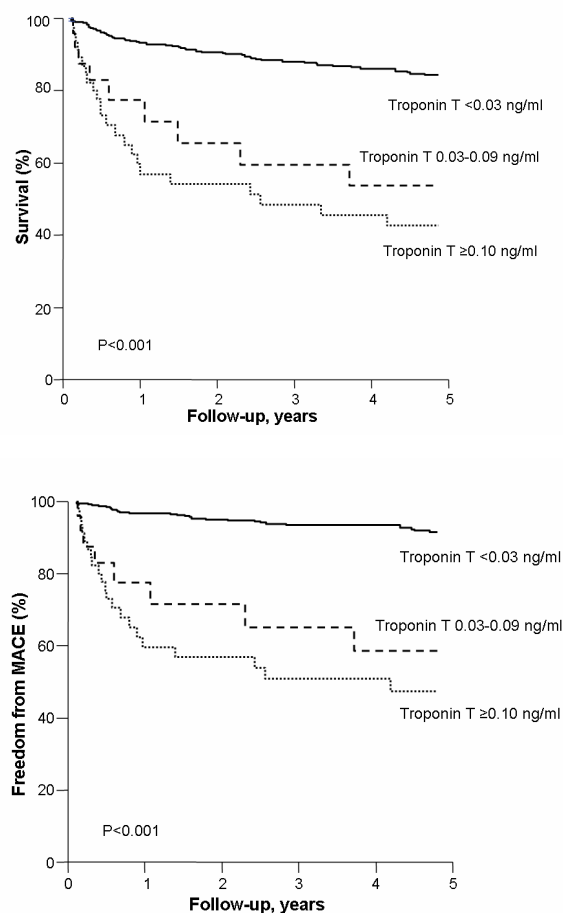 100
80
60
40
20
0
Survival (%)
Troponin T <0.03 ng/ml
Troponin T 0.03-0.09 ng/ml
Troponin T ≥0.10 ng/ml
P<0.001
0 1 2 3 4 5
Follow-up, years
100
80
60
40
20
0
Freedom from MACE (%)
Troponin T <0.03 ng/ml
Troponin T 0.03-0.09 ng/ml
Troponin T ≥0.10 ng/ml
P<0.001
0 1 2 3 4 5
Follow-up, years